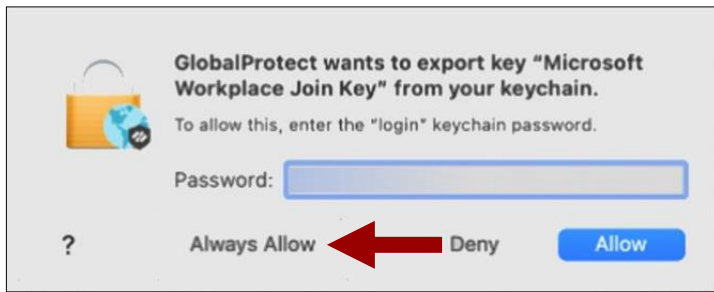 GlobalProtect wants to export key “Microsoft
Workplace Join Key” from your keychain.
To allow this, enter the “login” keychain password.
Password:
? Always Allow Deny Allow